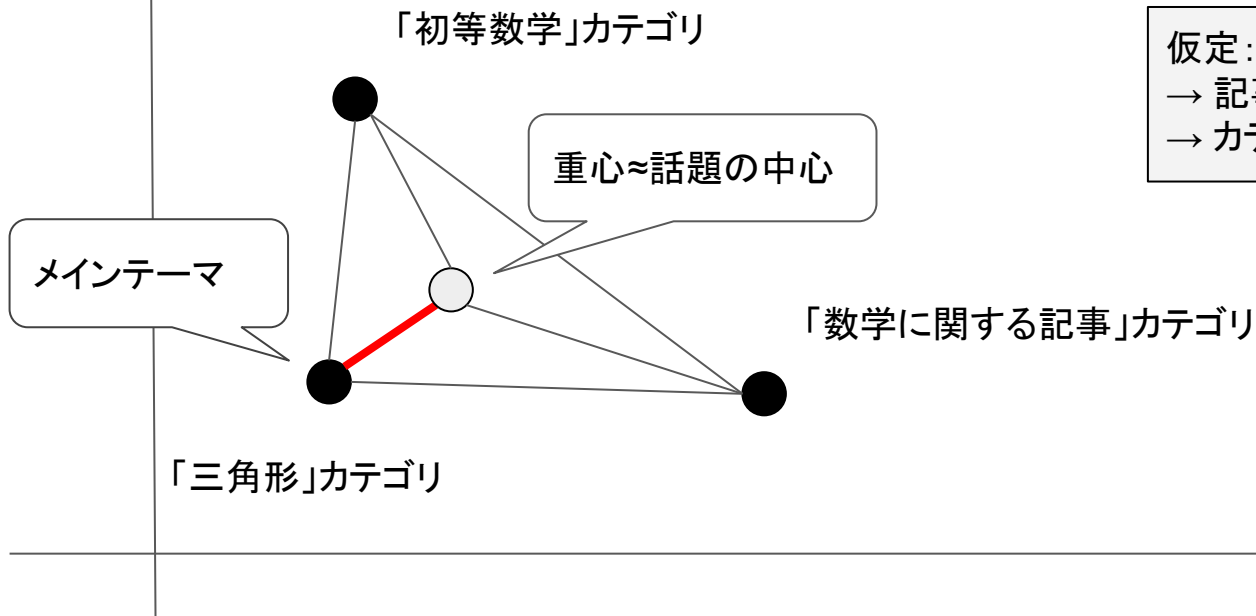 「初等数学」カテゴリ
仮定:
→ 記
→ カ
重心≈話題の中心
メインテーマ
「数学に関する記事」カテゴリ
「三角形」カテゴリ